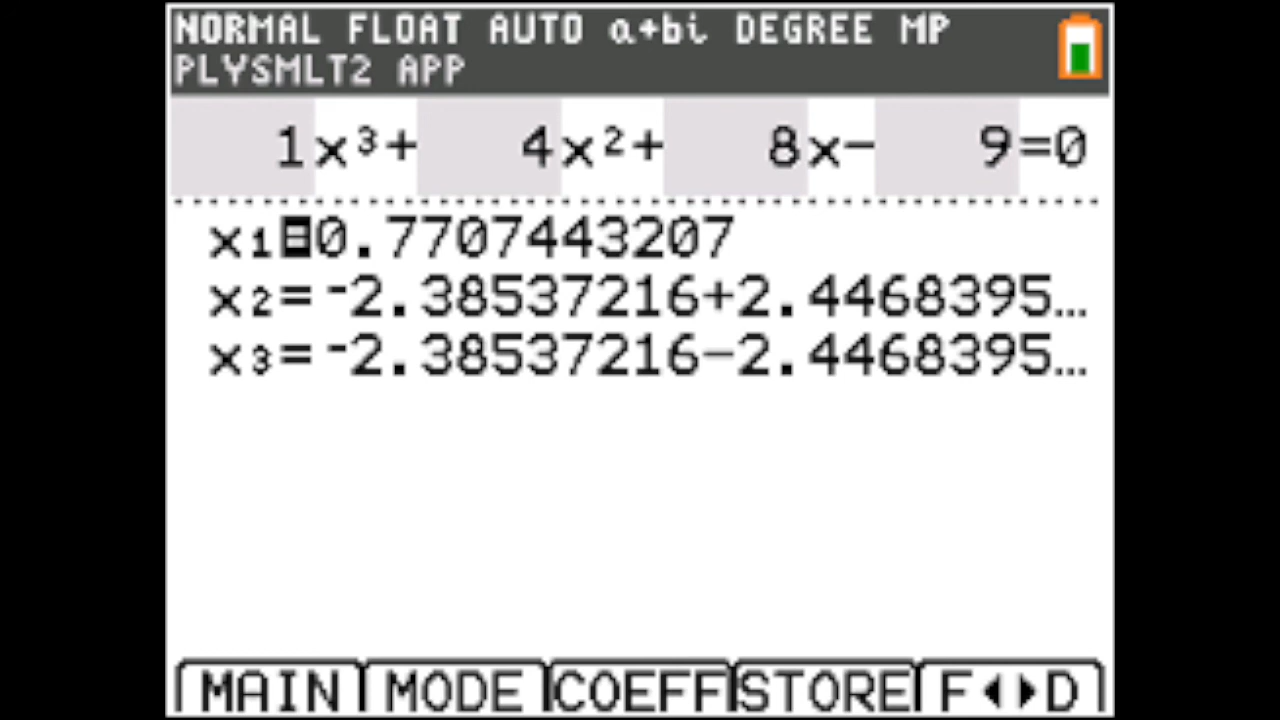 NORMAL FLOAT AUTO a+bi DEGREE MP
PLYSMLT2 APP
1x³+ 4x²+ 8x- 9=0
x₁=0.7707443207
x₂=-2.38537216+2.4468395…
x₃=-2.38537216-2.4468395…
MAIN MODE COEFF STORE F◂▸D